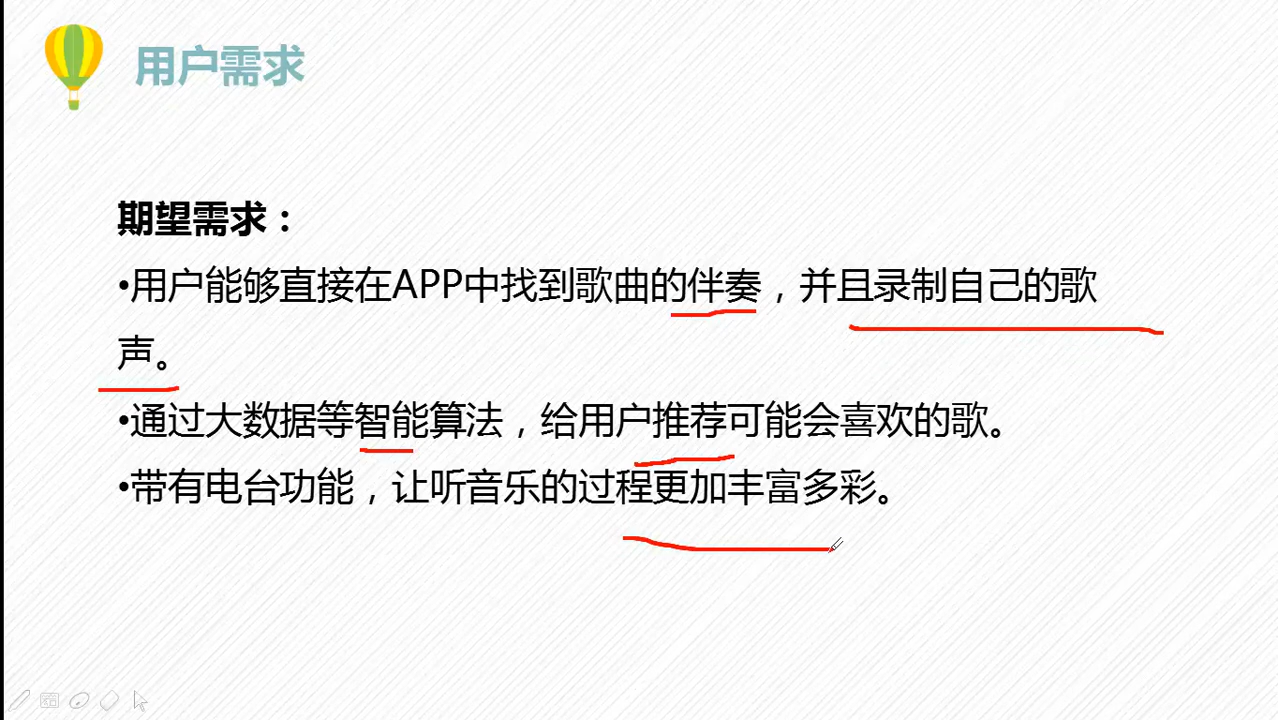 用户需求
期望需求：
•用户能够直接在APP中找到歌曲的伴奏，并且录制自己的歌
声。
•通过大数据等智能算法，给用户推荐可能会喜欢的歌。
•带有电台功能，让听音乐的过程更加丰富多彩。